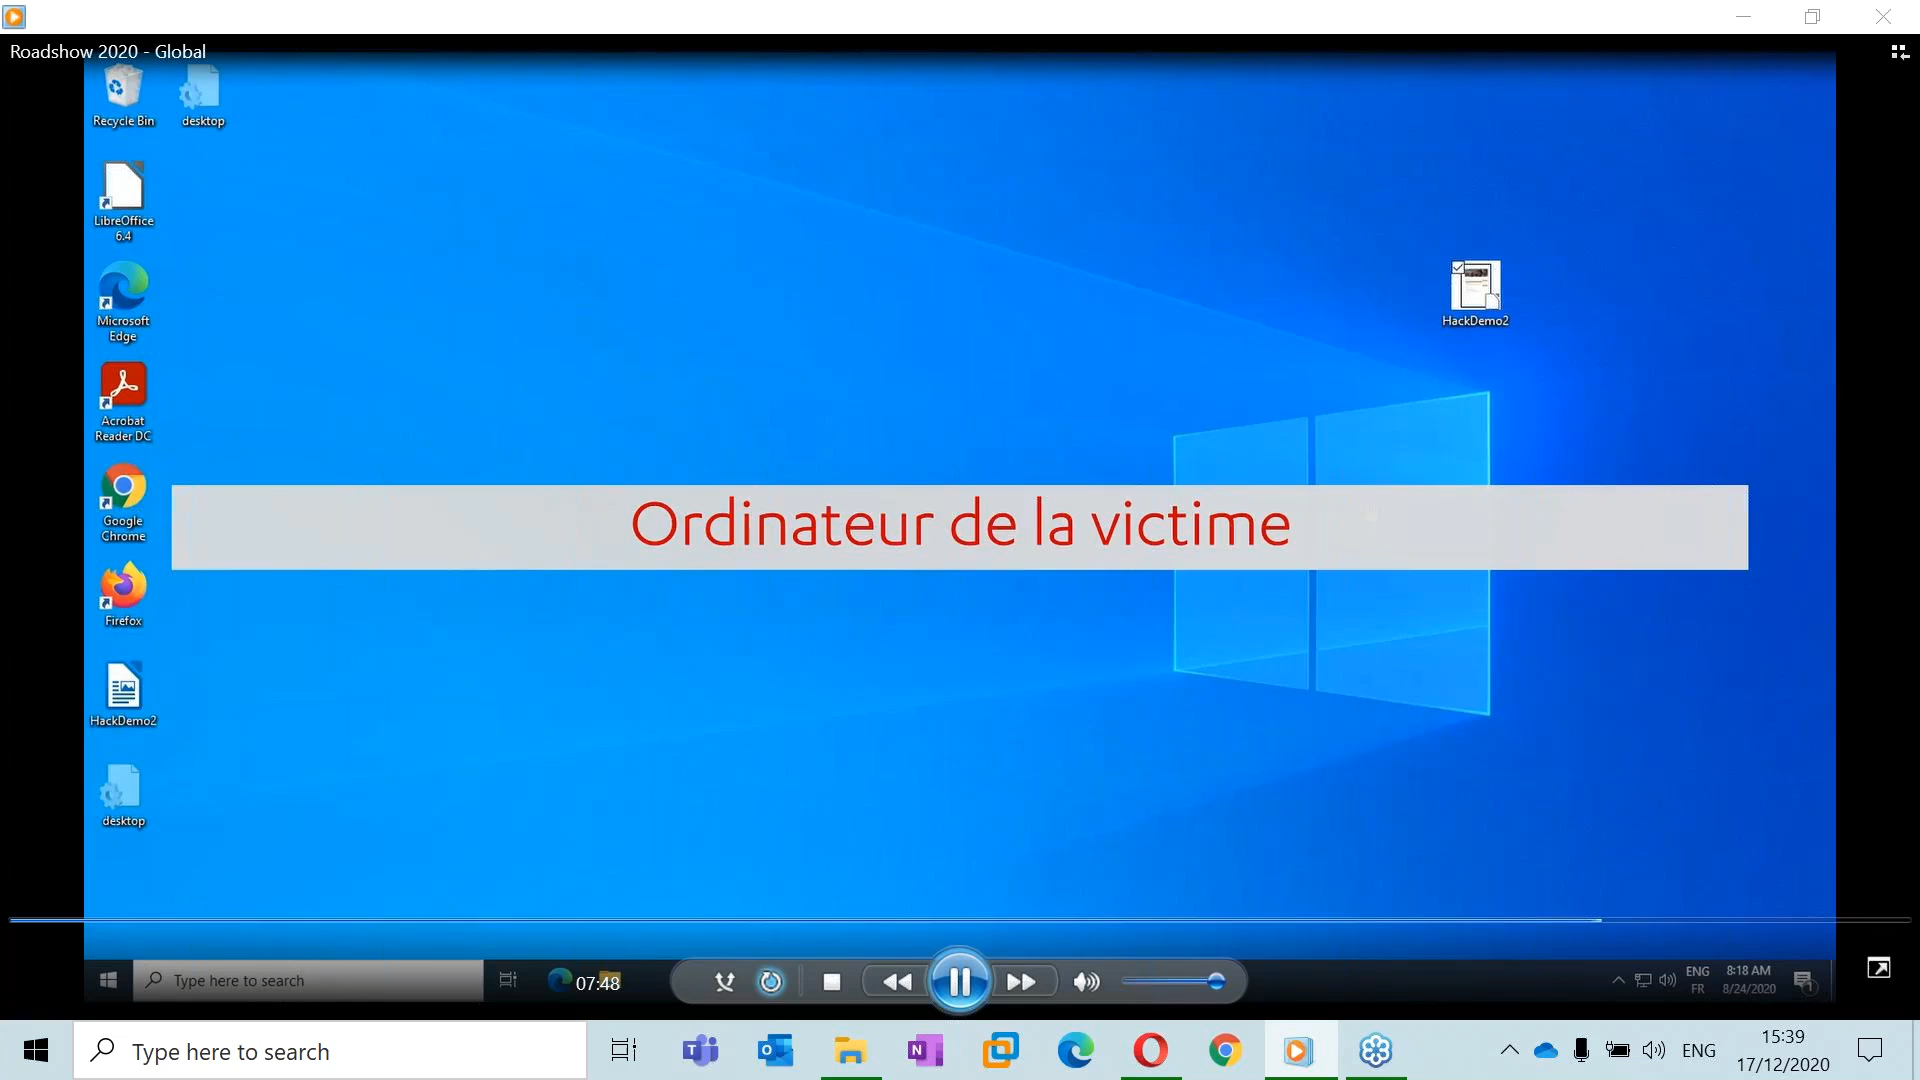 Roadshow 2020 - Global
Recycle Bin
desktop
LibreOffice
6.4
Microsoft
Edge
Acrobat
Reader DC
Google
Chrome
Firefox
HackDemo2
desktop
HackDemo2
Ordinateur de la victime
Type here to search
07:48
ENG
FR
8:18 AM
8/24/2020
1
Type here to search
ENG
15:39
17/12/2020